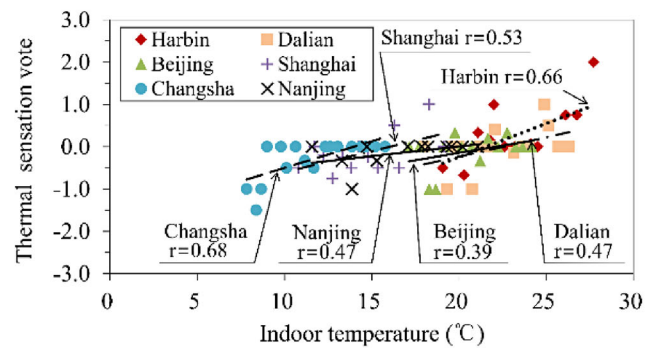 Shanghai r=0.53
Harbin r=0.66
Harbin
Dalian
Beijing
Shanghai
Changsha
Nanjing
Thermal sensation vote
2.0
1.0
0.0
-1.0
-2.0
-3.0
Changsha
r=0.68
Nanjing
r=0.47
Beijing
r=0.39
Dalian
r=0.47
0
5
10
15
20
25
30
Indoor temperature (℃)